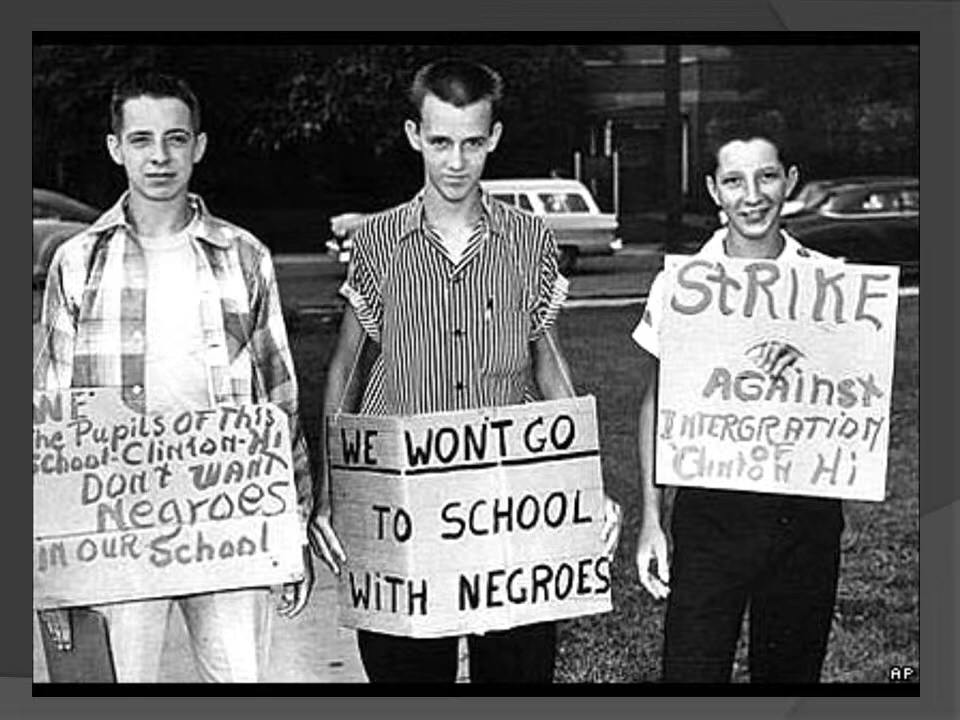 WE
the Pupils OF This
School-Clinton-Hi
DON't WANT
Negroes
IN OUR School
WE WON'T GO
TO SCHOOL
WiTH NEGROES
StRIKE
AGAinst
INTERGRATION
OF
Clinton Hi
AP